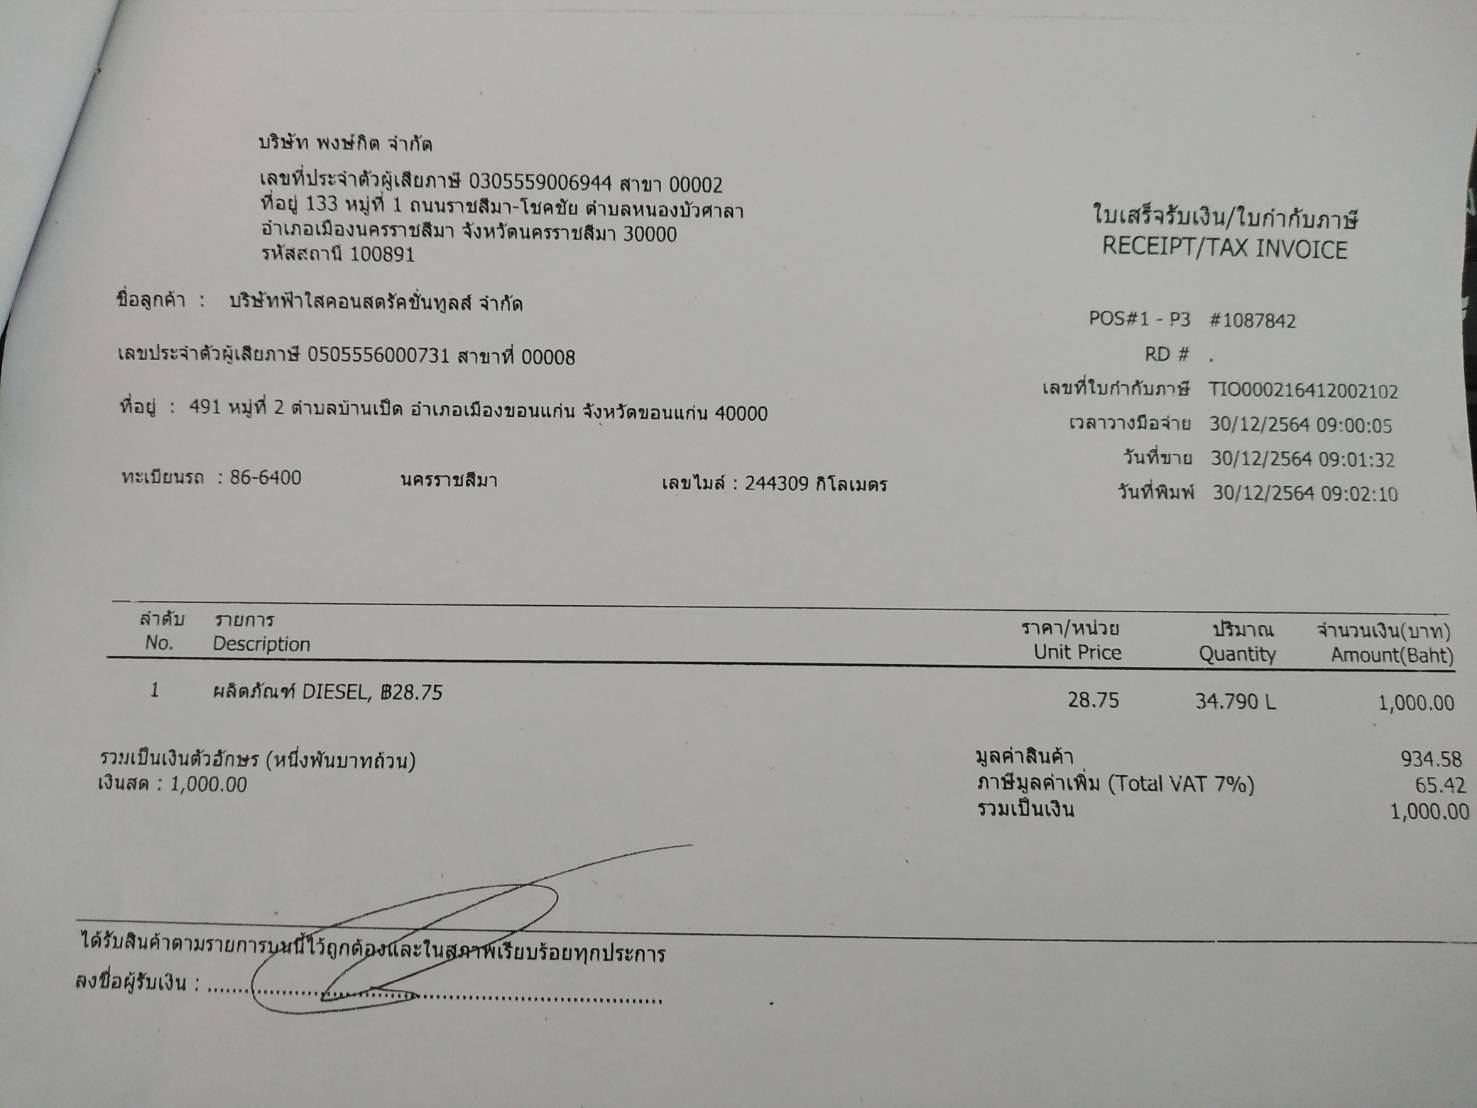 บริษัท พงษ์กิต จำกัด
เลขที่ประจำตัวผู้เสียภาษี 0305559006944 สาขา 00002
ที่อยู่ 133 หมู่ที่ 1 ถนนราชสีมา-โชคชัย ตำบลหนองบัวศาลา
อำเภอเมืองนครราชสีมา จังหวัดนครราชสีมา 30000
รหัสสถานี 100891
ใบเสร็จรับเงิน/ใบกำกับภาษี
RECEIPT/TAX INVOICE
ชื่อลูกค้า : บริษัทฟ้าใสคอนสตรัคชั่นทูลส์ จำกัด
เลขประจำตัวผู้เสียภาษี 0505556000731 สาขาที่ 00008
ที่อยู่ : 491 หมู่ที่ 2 ตำบลบ้านเป็ด อำเภอเมืองขอนแก่น จังหวัดขอนแก่น 40000
ทะเบียนรถ : 86-6400 นครราชสีมา เลขไมล์ : 244309 กิโลเมตร
POS#1 - P3 #1087842
RD # .
เลขที่ใบกำกับภาษี TIO000216412002102
เวลาวางมือจ่าย 30/12/2564 09:00:05
วันที่ขาย 30/12/2564 09:01:32
วันที่พิมพ์ 30/12/2564 09:02:10
ลำดับ รายการ ราคา/หน่วย ปริมาณ จำนวนเงิน(บาท)
No. Description Unit Price Quantity Amount(Baht)
1 ผลิตภัณฑ์ DIESEL, ฿28.75 28.75 34.790 L 1,000.00
รวมเป็นเงินตัวอักษร (หนึ่งพันบาทถ้วน)
เงินสด : 1,000.00
มูลค่าสินค้า 934.58
ภาษีมูลค่าเพิ่ม (Total VAT 7%) 65.42
รวมเป็นเงิน 1,000.00
ได้รับสินค้าตามรายการบนนี้ไว้ถูกต้องและในสภาพเรียบร้อยทุกประการ
ลงชื่อผู้รับเงิน : ................................................................